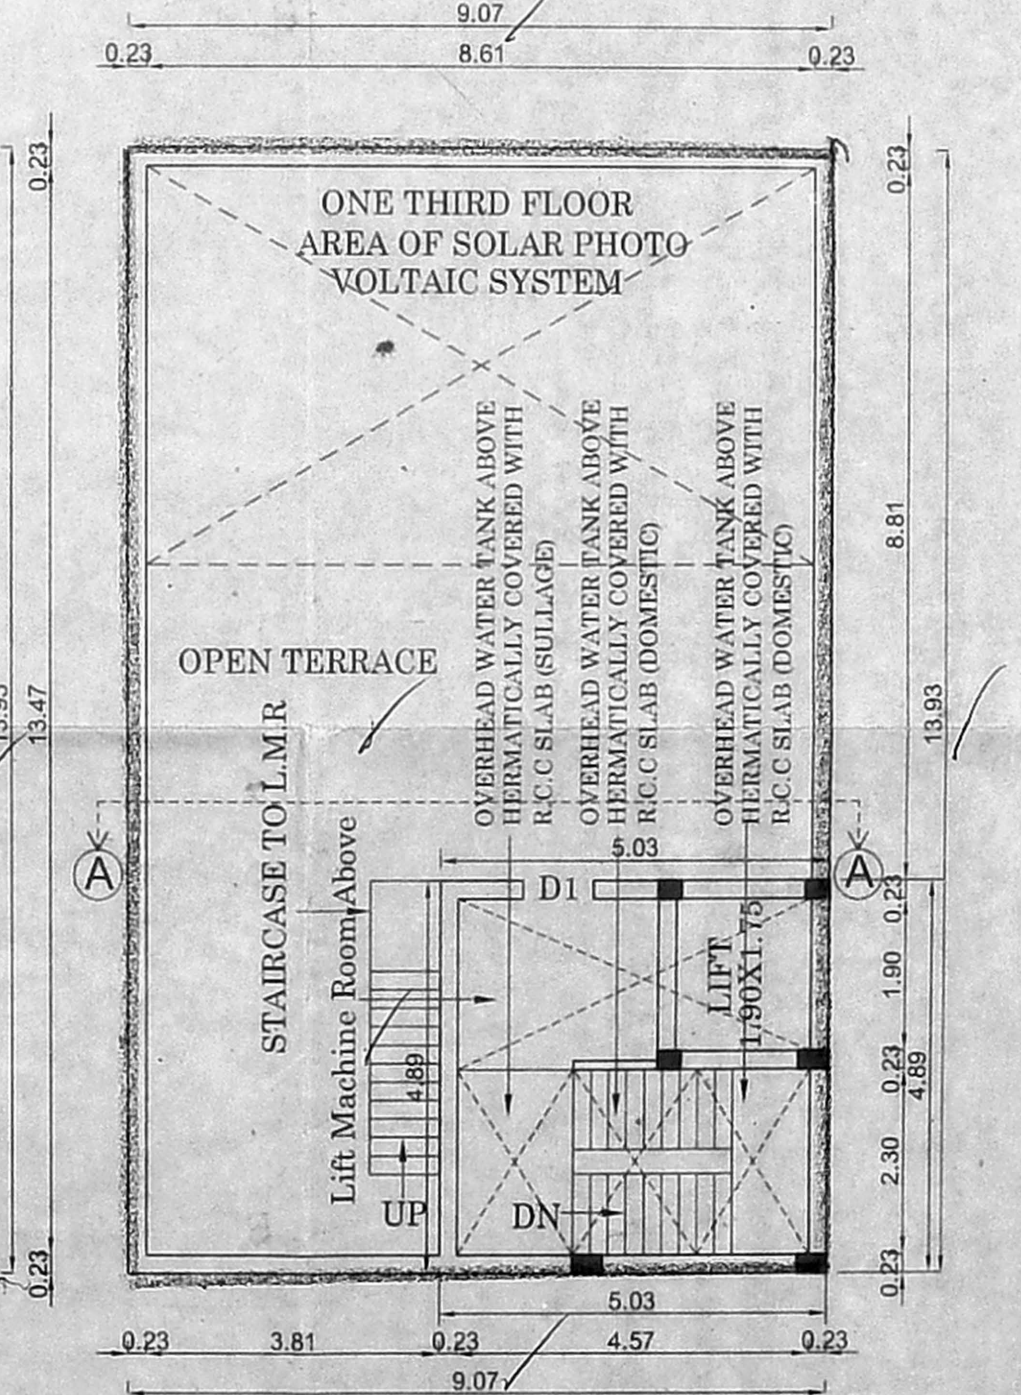 9.07
0.23 8.61 0.23
0.23
0.23
ONE THIRD FLOOR
AREA OF SOLAR PHOTO
VOLTAIC SYSTEM
OVERHEAD WATER TANK ABOVE
HERMATICALLY COVERED WITH
R.C.C SLAB (SULLAGE)
OVERHEAD WATER TANK ABOVE
HERMATICALLY COVERED WITH
R.C.C SLAB (DOMESTIC)
OVERHEAD WATER TANK ABOVE
HERMATICALLY COVERED WITH
R.C.C SLAB (DOMESTIC)
8.81
OPEN TERRACE
13.47
13.93
STAIRCASE TO L.M.R
Lift Machine Room Above
5.03
A
A
D1
0.23
LIFT
1.90X1.75
1.90
4.89
0.23
4.89
2.30
UP
DN
0.23
0.23
5.03
0.23 3.81 0.23 4.57 0.23
9.07